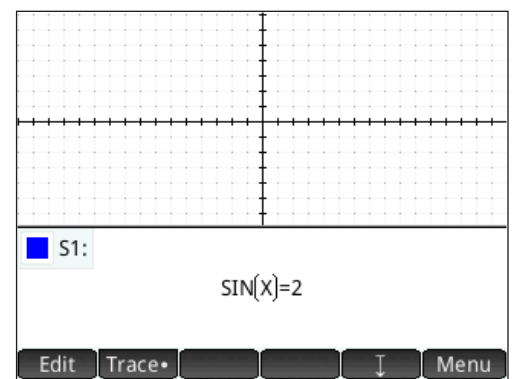 S1:
SIN(X)=2
Edit Trace• ↧ Menu